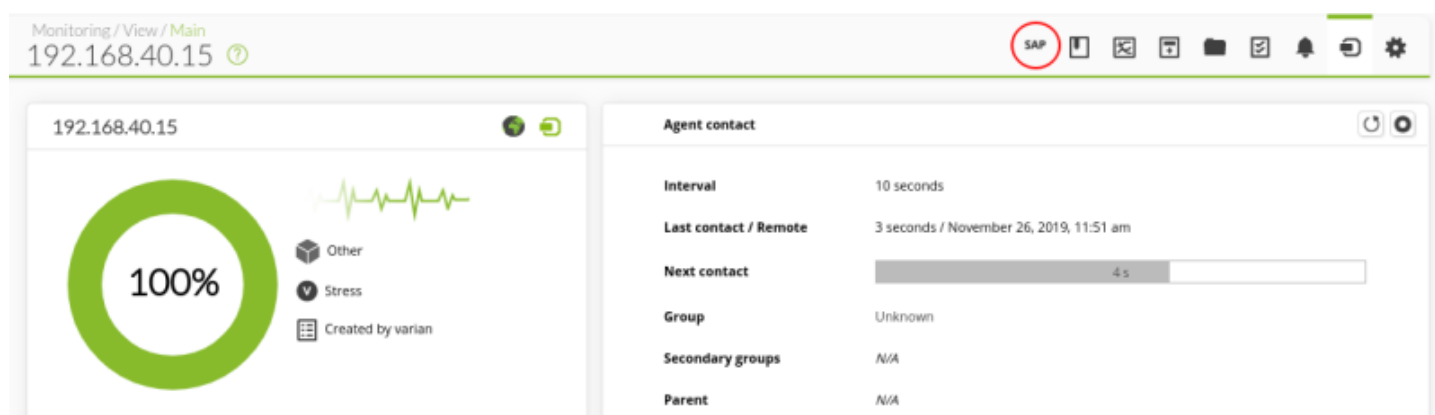 Monitoring / View / Main
192.168.40.15
SAP
192.168.40.15
100%
Other
V
Stress
Created by varian
Agent contact
Interval 10 seconds
Last contact / Remote 3 seconds / November 26, 2019, 11:51 am
Next contact 4 s
Group Unknown
Secondary groups N/A
Parent N/A